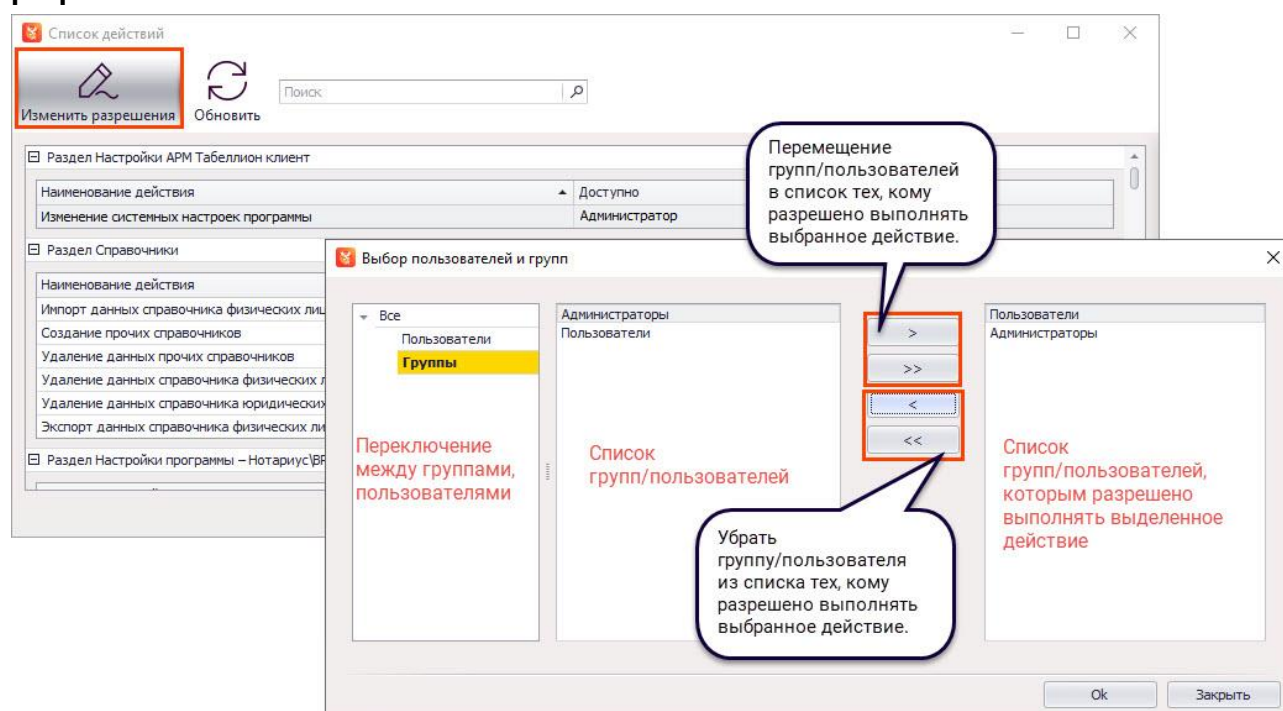 Список действий
Изменить разрешения
Обновить
Поиск
Раздел Настройки АРМ Табеллион клиент
Наименование действия
Доступно
Изменение системных настроек программы
Администратор
Раздел Справочники
Наименование действия
Импорт данных справочника физических лиц
Создание прочих справочников
Удаление данных прочих справочников
Удаление данных справочника физических л
Удаление данных справочника юридических
Экспорт данных справочника физических ли
Раздел Настройки программы – Нотариус\ВР
Перемещение
групп/пользователей
в список тех, кому
разрешено выполнять
выбранное действие.
Выбор пользователей и групп
Все
Пользователи
Группы
Переключение
между группами,
пользователями
Администраторы
Пользователи
Список
групп/пользователей
>
>>
<
<<
Пользователи
Администраторы
Список
групп/пользователей,
которым разрешено
выполнять выделенное
действие
Убрать
группу/пользователя
из списка тех, кому
разрешено выполнять
выбранное действие.
Ok
Закрыть